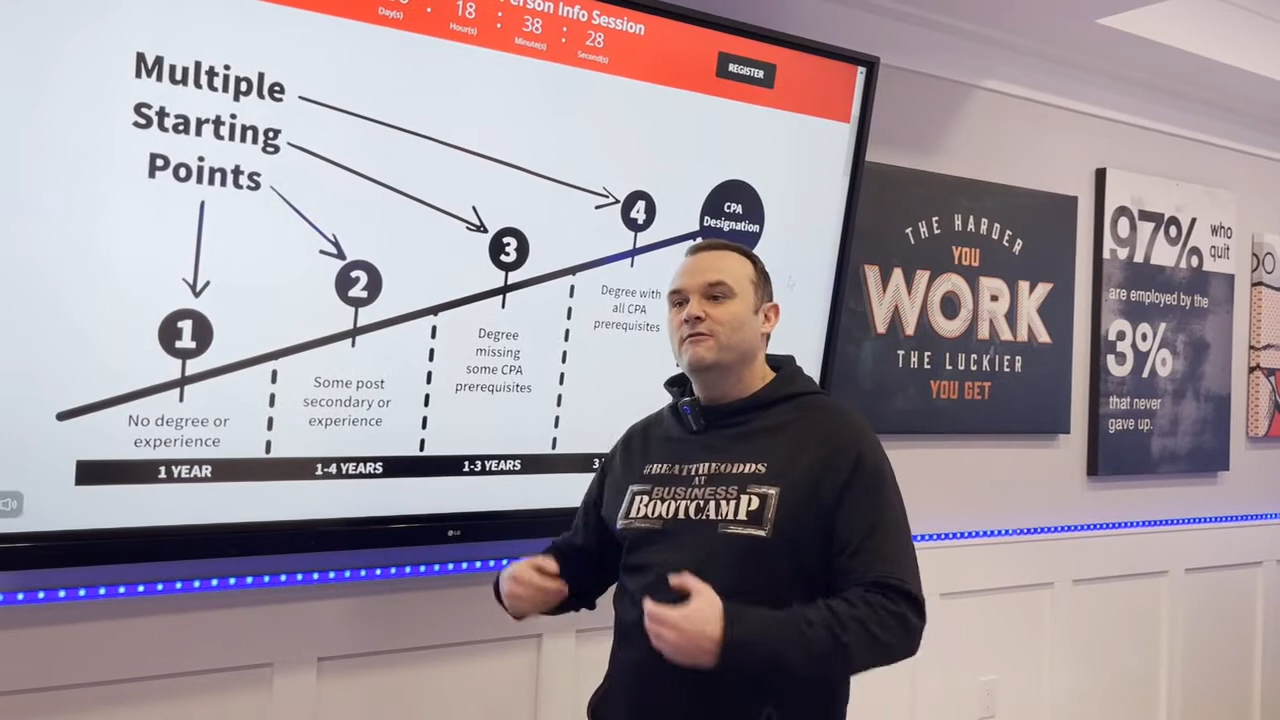 Info Session
18 : 38 : 28
Day(s) Hour(s) Minute(s) Second(s)
REGISTER
Multiple
Starting
Points
1
2
3
4
CPA
Designation
No degree or
experience
Some post
secondary or
experience
Degree
missing
some CPA
prerequisites
Degree with
all CPA
prerequisites
1 YEAR
1-4 YEARS
1-3 YEARS
LG
#BEATTHEODDS
AT
BUSINESS
BOOTCAMP
THE HARDER
YOU
WORK
THE LUCKIER
YOU GET
97% who
quit
are employed by the
3%
that never
gave up.